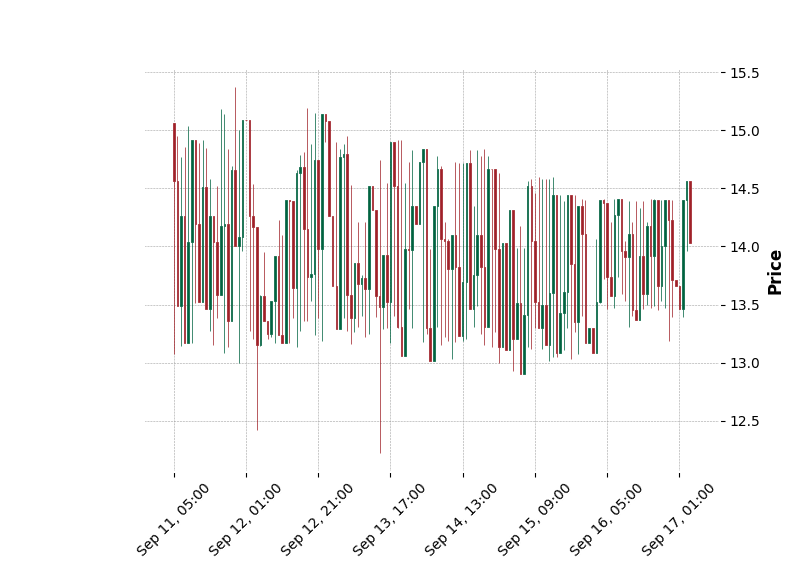 15.5
15.0
14.5
14.0
13.5
13.0
12.5
Price
Sep 11, 05:00
Sep 12, 01:00
Sep 12, 21:00
Sep 13, 17:00
Sep 14, 13:00
Sep 15, 09:00
Sep 16, 05:00
Sep 17, 01:00